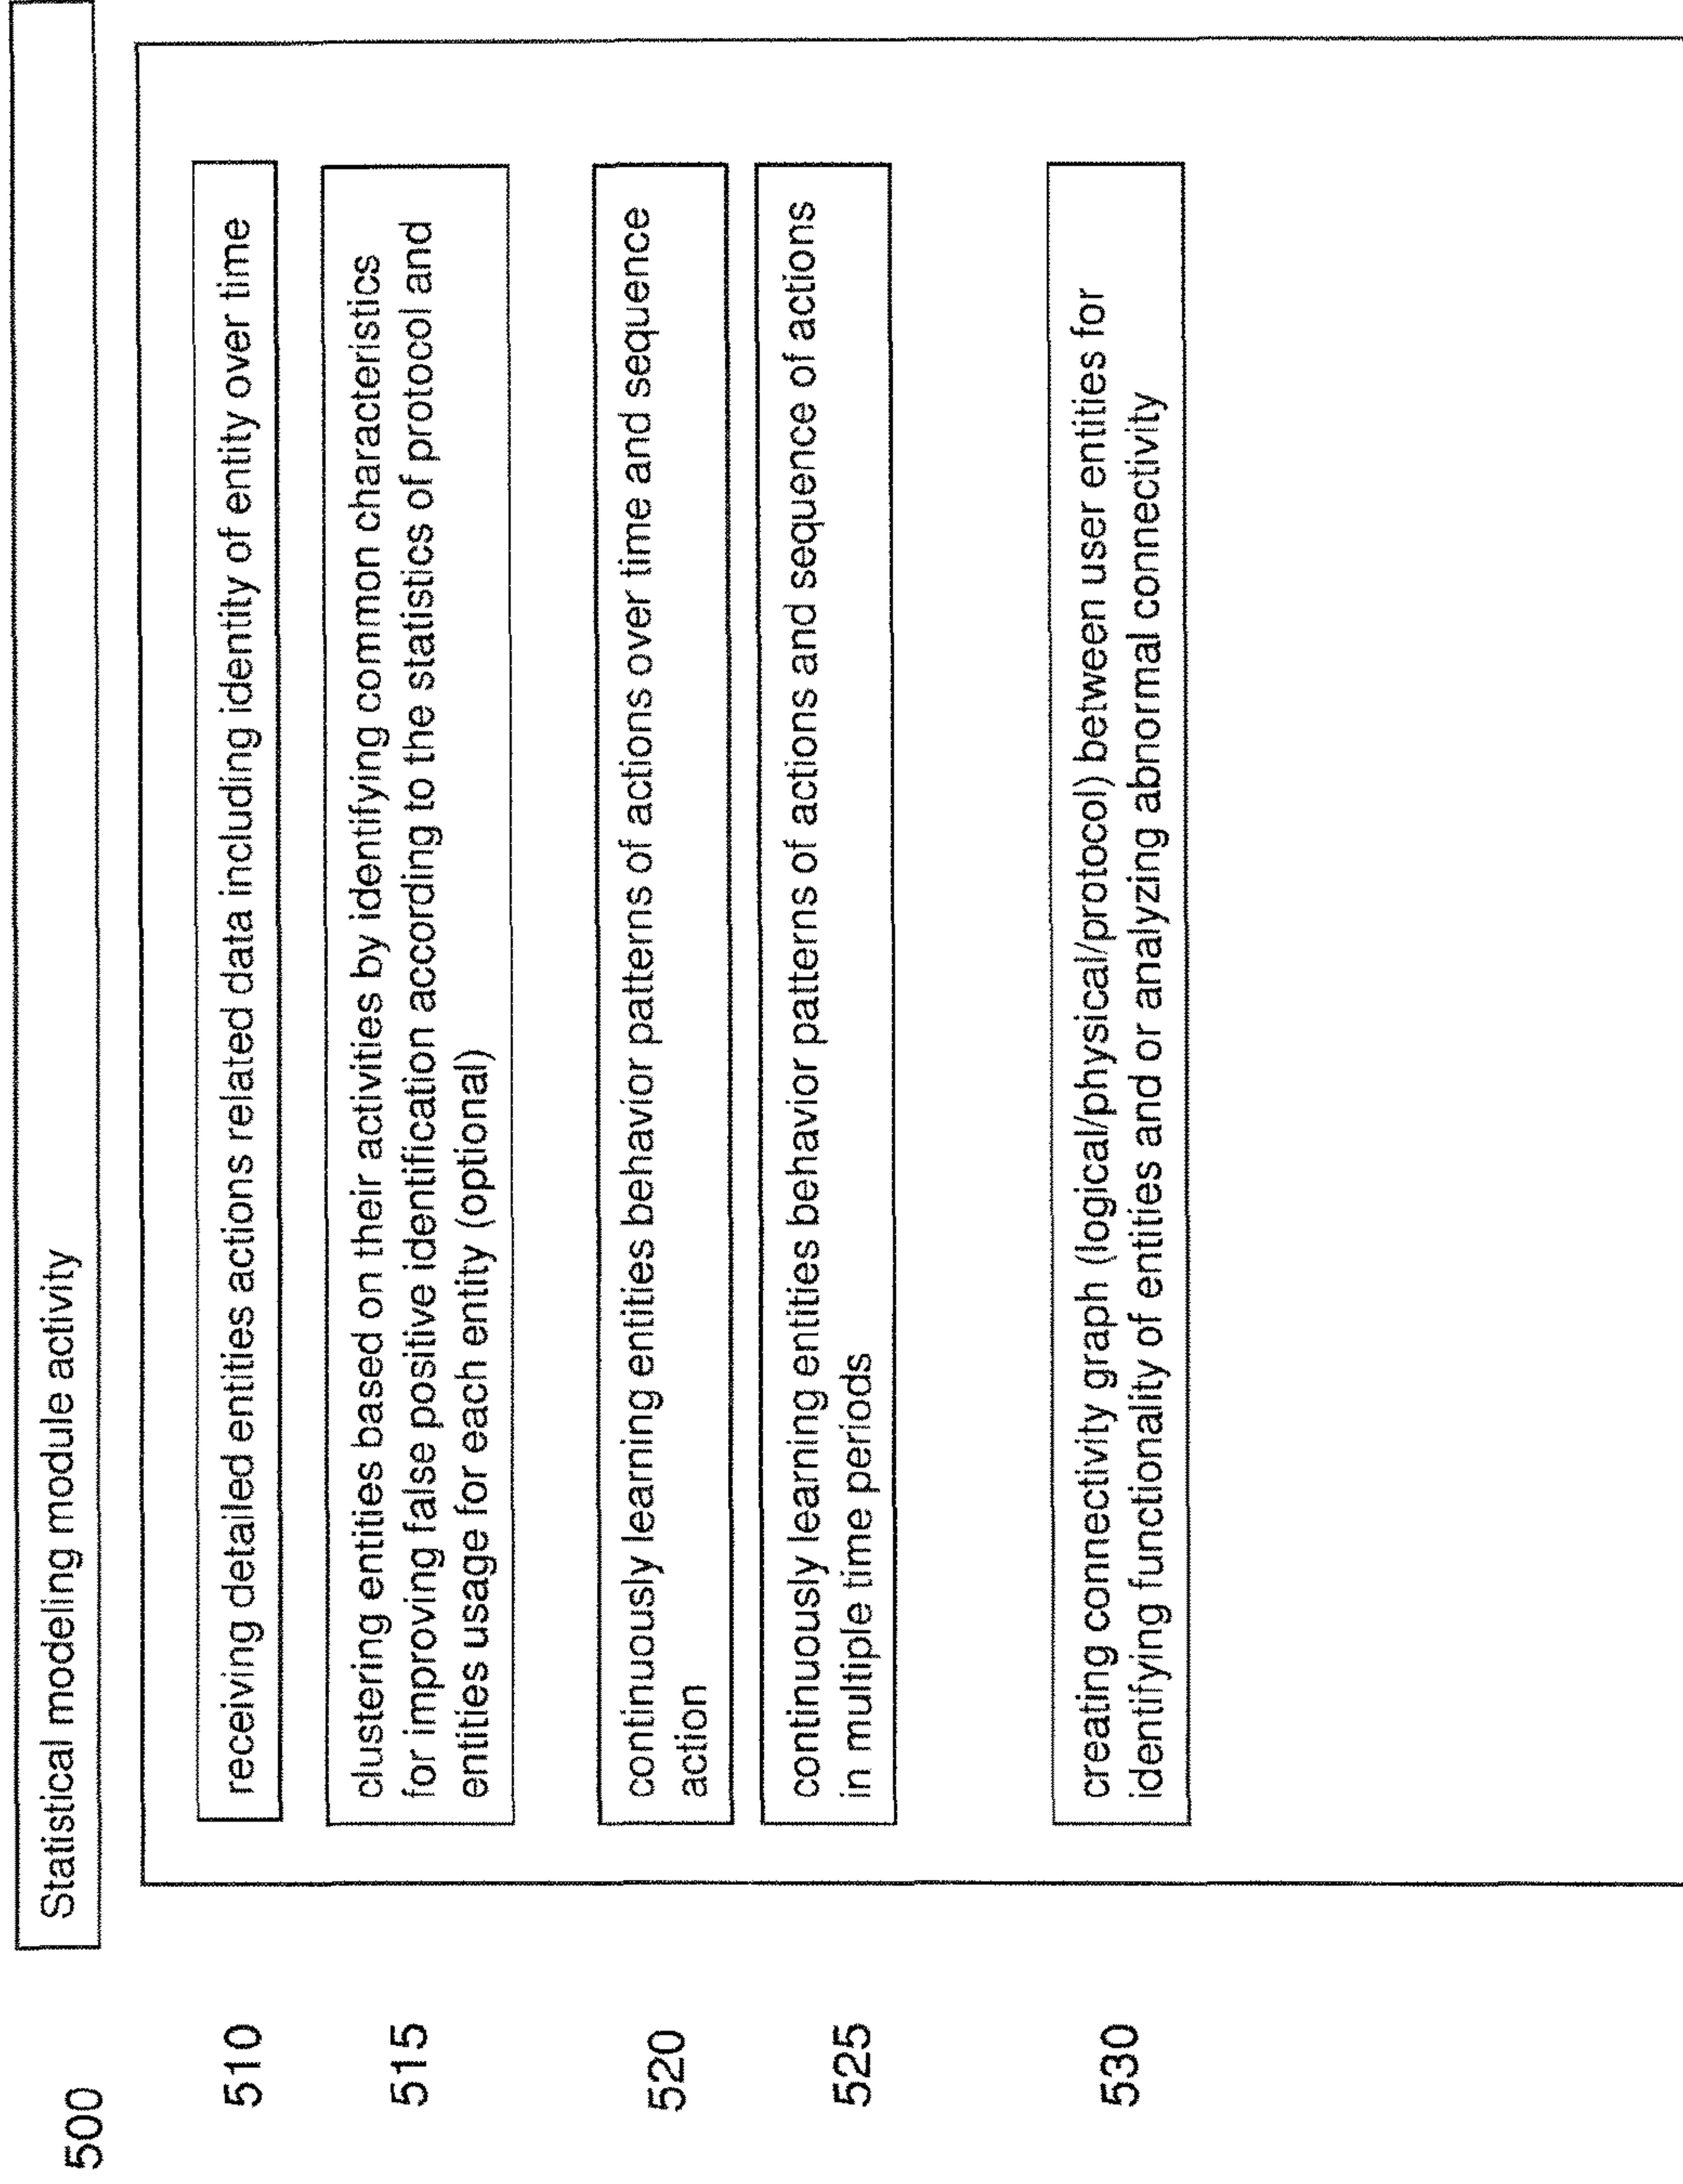 500
Statistical modeling module activity
510
receiving detailed entities actions related data including identity of entity over time
515
clustering entities based on their activities by identifying common characteristics
for improving false positive identification according to the statistics of protocol and
entities usage for each entity (optional)
520
continuously learning entities behavior patterns of actions over time and sequence
action
525
continuously learning entities behavior patterns of actions and sequence of actions
in multiple time periods
530
creating connectivity graph (logical/physical/protocol) between user entities for
identifying functionality of entities and or analyzing abnormal connectivity